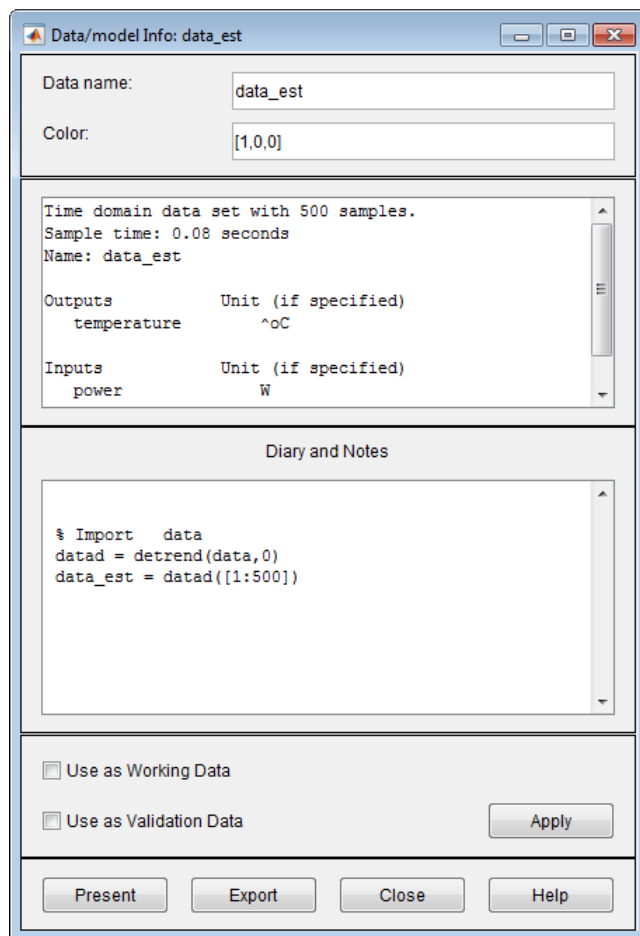 Data/model Info: data_est
Data name:
data_est
Color:
[1,0,0]
Time domain data set with 500 samples.
Sample time: 0.08 seconds
Name: data_est
Outputs Unit (if specified)
temperature ^oC
Inputs Unit (if specified)
power W
Diary and Notes
% Import data
datad = detrend(data,0)
data_est = datad([1:500])
Use as Working Data
Use as Validation Data
Apply
Present Export Close Help